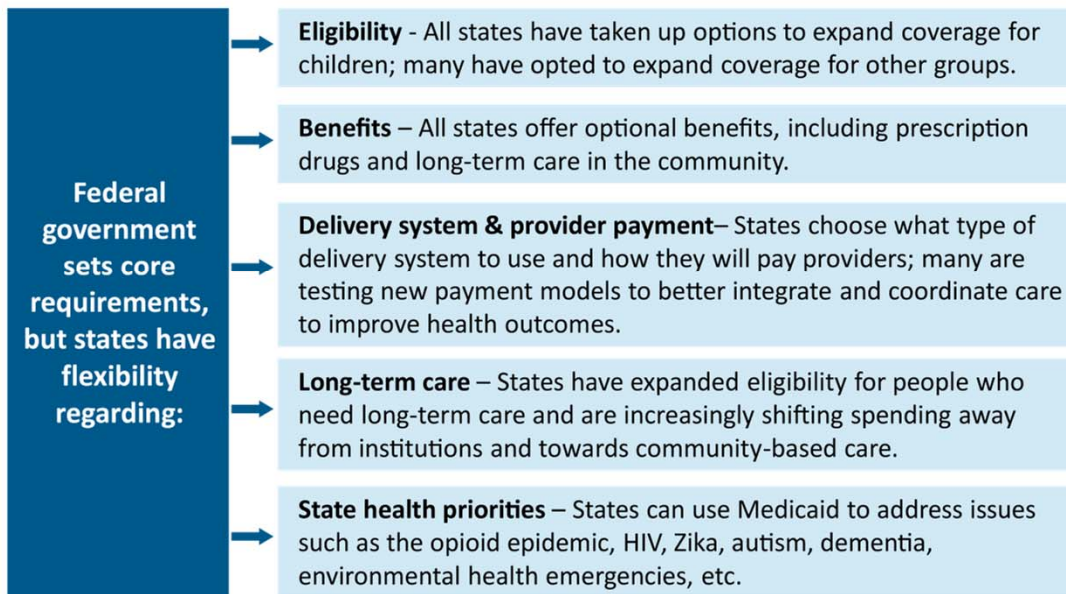 Federal
government
sets core
requirements,
but states have
flexibility
regarding:
Eligibility - All states have taken up options to expand coverage for
children; many have opted to expand coverage for other groups.
Benefits – All states offer optional benefits, including prescription
drugs and long-term care in the community.
Delivery system & provider payment– States choose what type of
delivery system to use and how they will pay providers; many are
testing new payment models to better integrate and coordinate care
to improve health outcomes.
Long-term care – States have expanded eligibility for people who
need long-term care and are increasingly shifting spending away
from institutions and towards community-based care.
State health priorities – States can use Medicaid to address issues
such as the opioid epidemic, HIV, Zika, autism, dementia,
environmental health emergencies, etc.